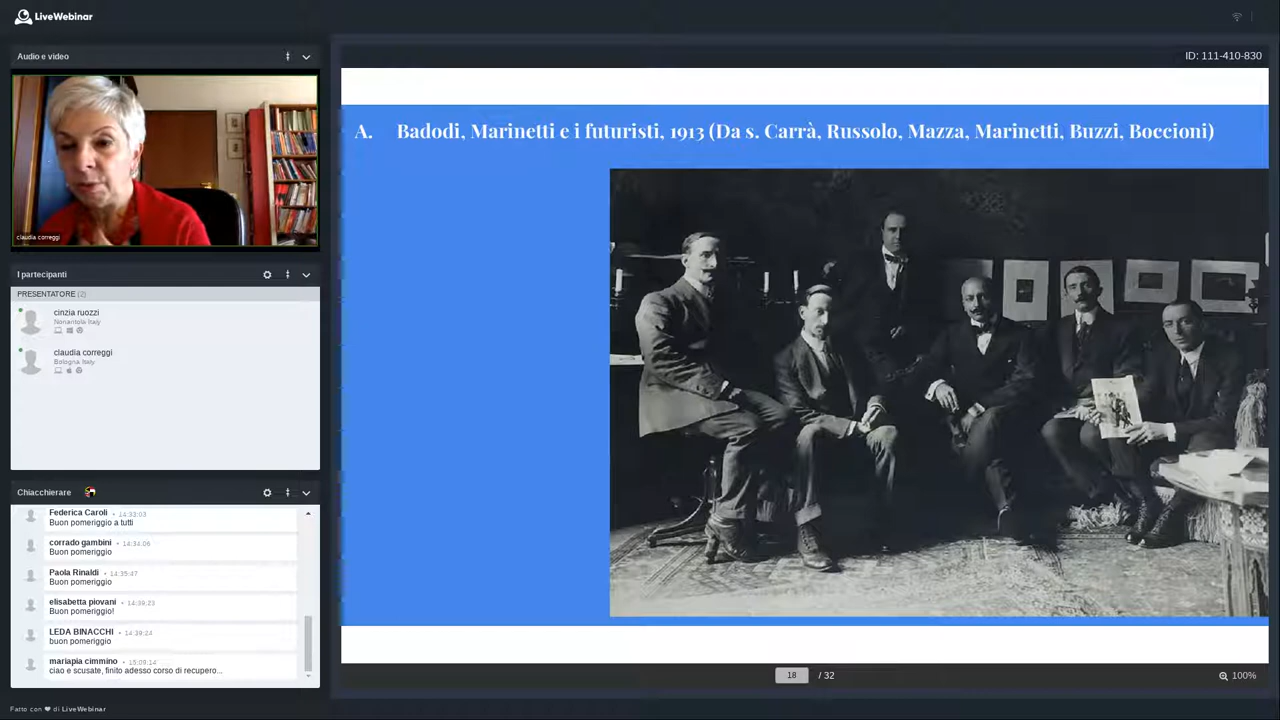 LiveWebinar
Audio e video
ID: 111-410-830
A. Badodi, Marinetti e i futuristi, 1913 (Da s. Carrà, Russolo, Mazza, Marinetti, Buzzi, Boccioni)
claudia correggi
I partecipanti
PRESENTATORE (2)
cinzia ruozzi
Nonantola Italy
claudia correggi
Bologna Italy
Chiacchierare
Federica Caroli • 14:33:03
Buon pomeriggio a tutti
corrado gambini • 14:34:06
Buon pomeriggio
Paola Rinaldi • 14:35:47
Buon pomeriggio
elisabetta piovani • 14:39:23
Buon pomeriggio!
LEDA BINACCHI • 14:39:24
buon pomeriggio
mariapia cimmino • 15:09:14
ciao e scusate, finito adesso corso di recupero...
18 / 32
100%
Fatto con ❤ di LiveWebinar